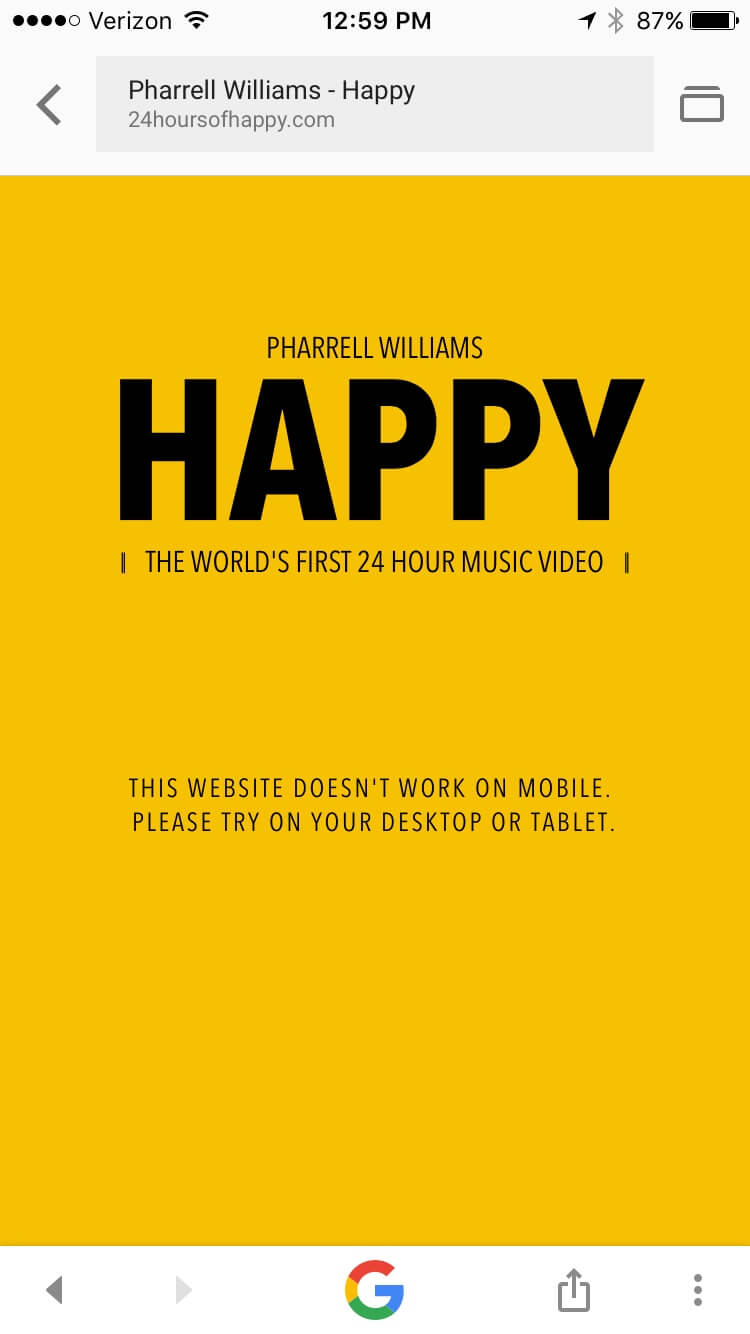 Verizon 12:59 PM 87%
Pharrell Williams - Happy
24hoursofhappy.com
PHARRELL WILLIAMS
HAPPY
THE WORLD'S FIRST 24 HOUR MUSIC VIDEO
THIS WEBSITE DOESN'T WORK ON MOBILE.
PLEASE TRY ON YOUR DESKTOP OR TABLET.
G